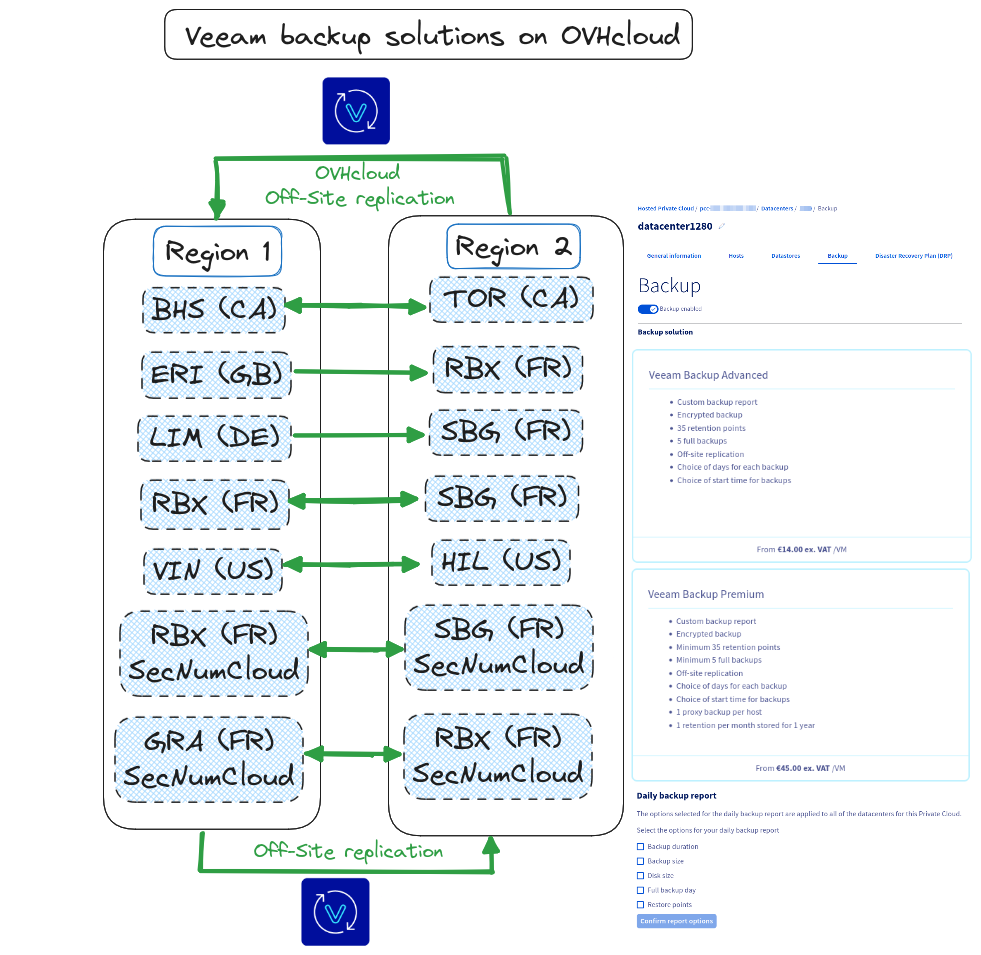 Veeam backup solutions on OVHcloud
OVHcloud
Off-Site replication
Region 1
Region 2
BHS (CA)
TOR (CA)
ERI (GB)
RBX (FR)
LIM (DE)
SBG (FR)
RBX (FR)
SBG (FR)
VIN (US)
HIL (US)
RBX (FR)
SecNumCloud
SBG (FR)
SecNumCloud
GRA (FR)
SecNumCloud
RBX (FR)
SecNumCloud
Off-Site replication
Hosted Private Cloud / pcc- / Datacenters / / Backup
datacenter1280
General information Hosts Datastores Backup Disaster Recovery Plan (DRP)
Backup
Backup enabled
Backup solution
Veeam Backup Advanced
• Custom backup report
• Encrypted backup
• 35 retention points
• 5 full backups
• Off-site replication
• Choice of days for each backup
• Choice of start time for backups
From €14.00 ex. VAT /VM
Veeam Backup Premium
• Custom backup report
• Encrypted backup
• Minimum 35 retention points
• Minimum 5 full backups
• Off-site replication
• Choice of days for each backup
• Choice of start time for backups
• 1 proxy backup per host
• 1 retention per month stored for 1 year
From €45.00 ex. VAT /VM
Daily backup report
The options selected for the daily backup report are applied to all of the datacenters for this Private Cloud.
Select the options for your daily backup report
Backup duration
Backup size
Disk size
Full backup day
Restore points
Confirm report options